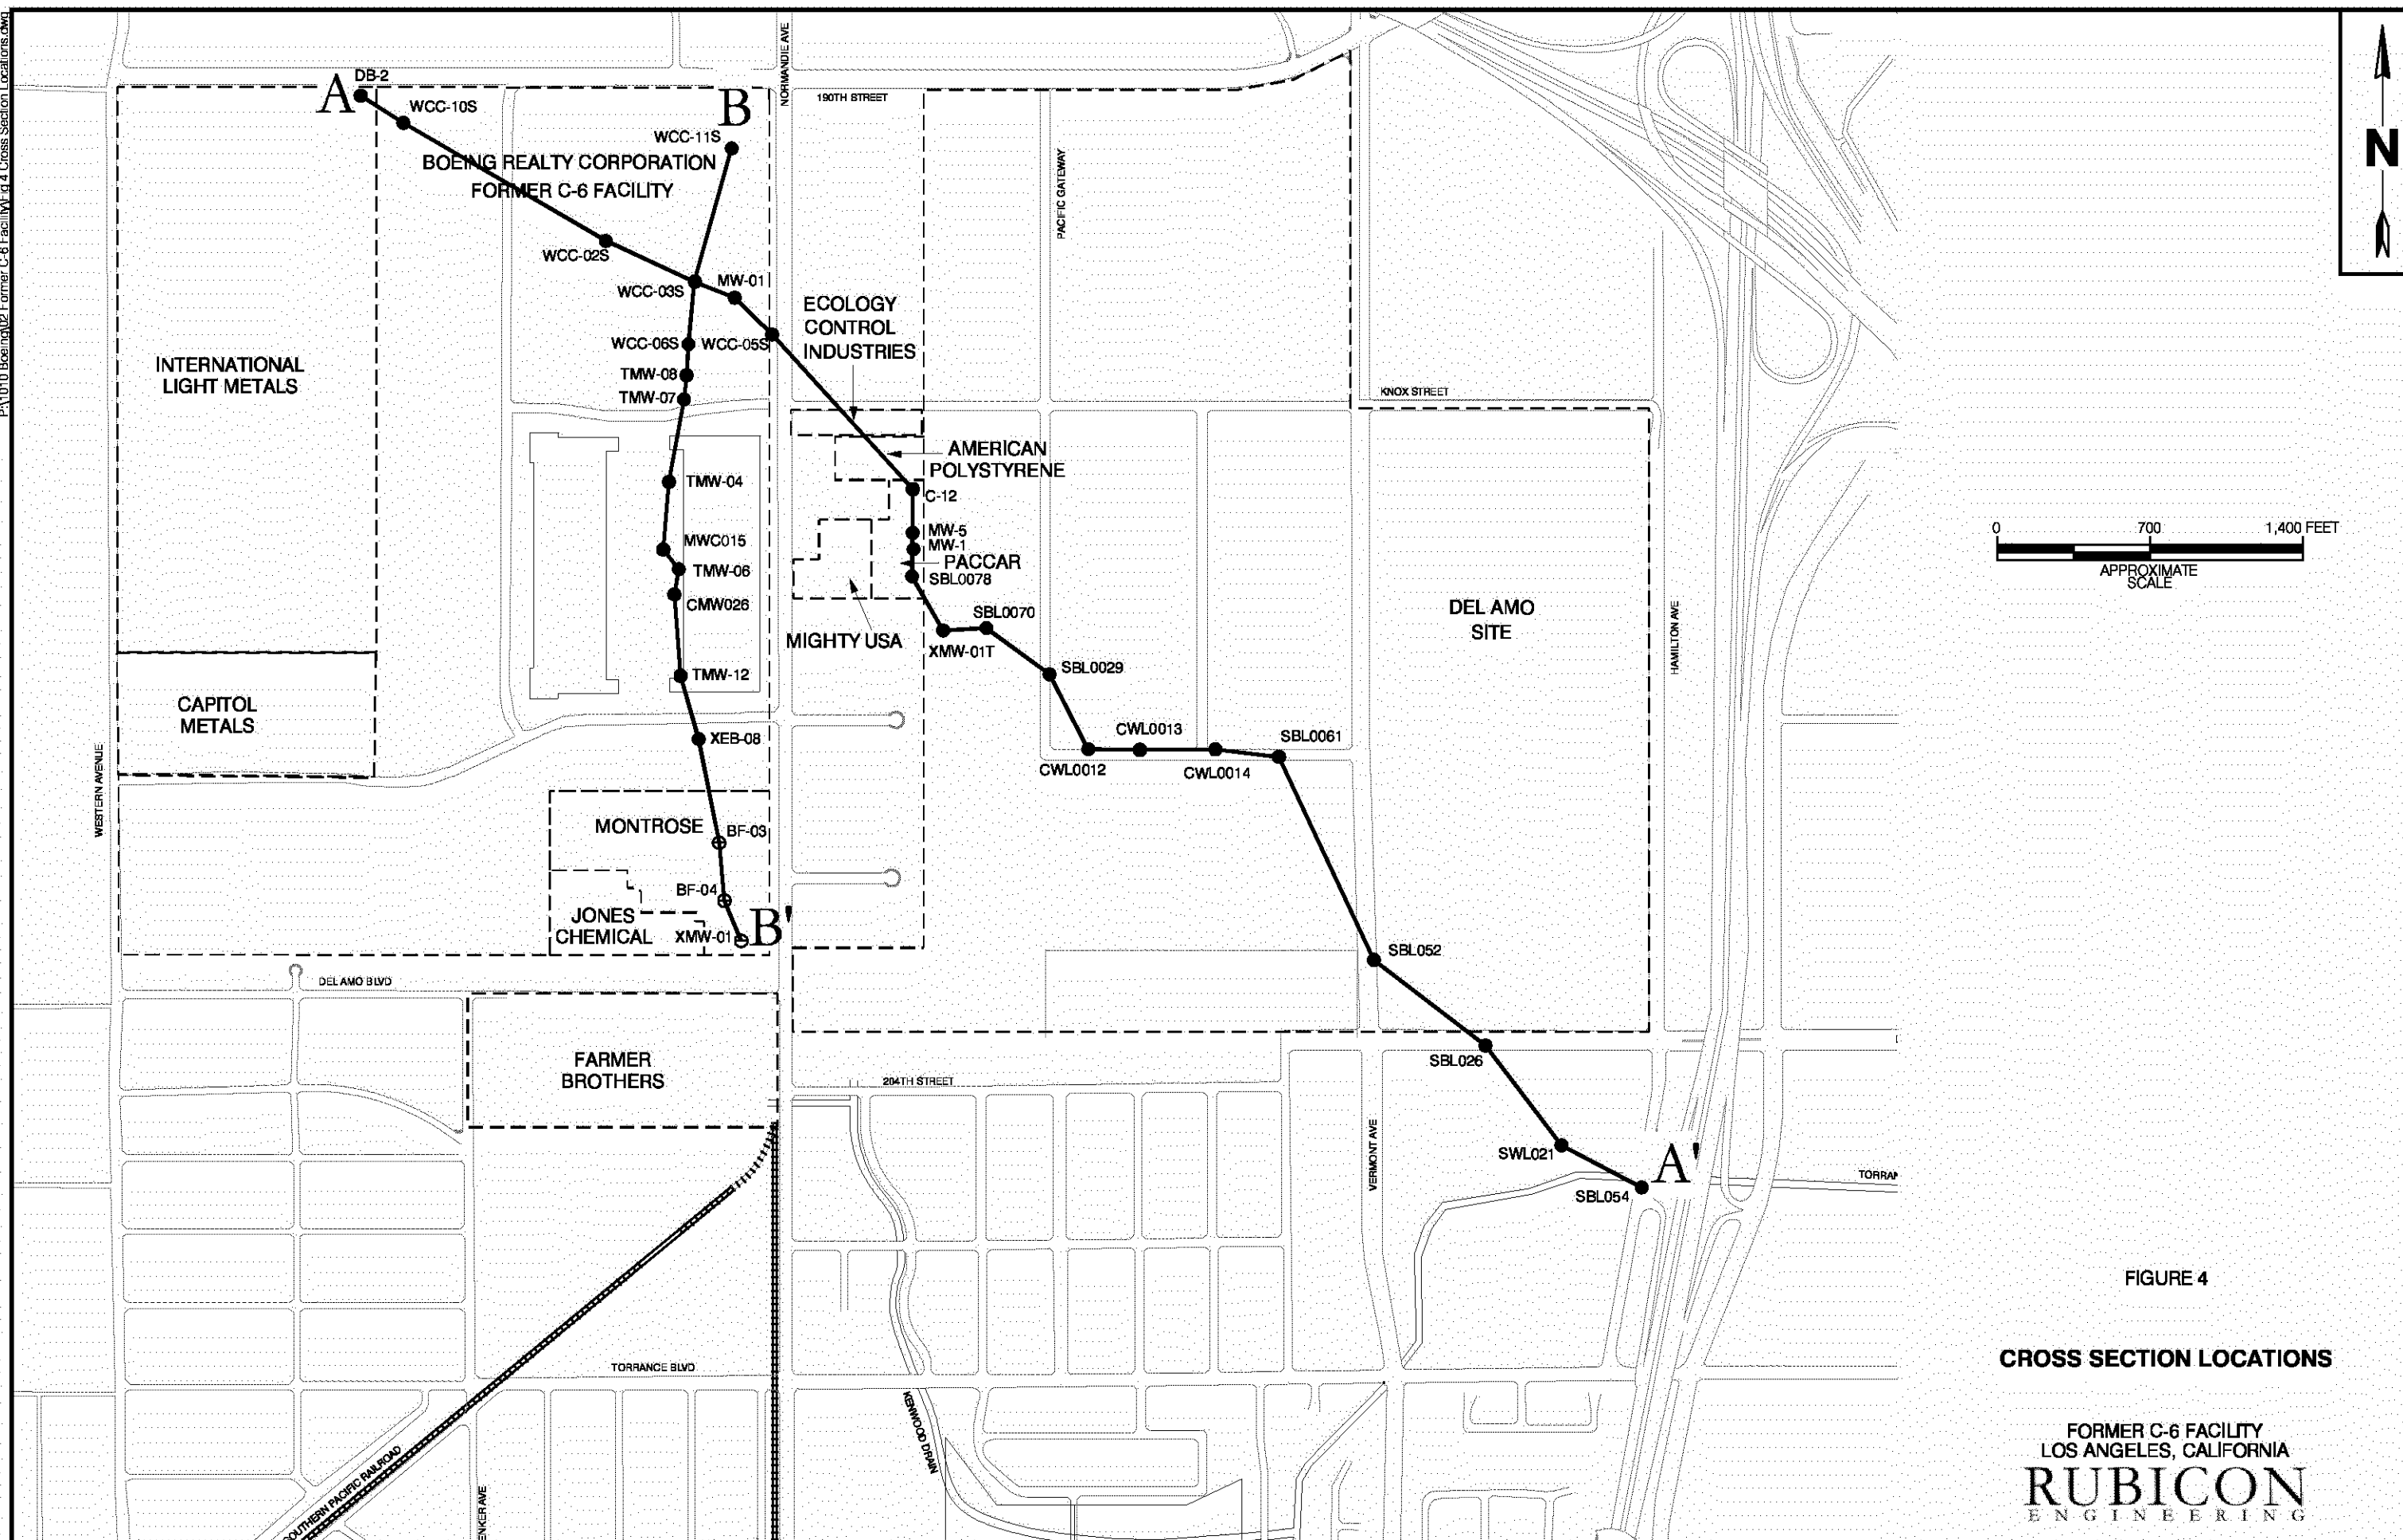 P:\1010 Boeing\02 Former C-6 Facility\Fig 4 Cross Section Locations.dwg
N
A
DB-2
WCC-10S
B
WCC-11S
NORMANDIE AVE
190TH STREET
BOEING REALTY CORPORATION
FORMER C-6 FACILITY
PACIFIC GATEWAY
WCC-02S
WCC-03S
MW-01
ECOLOGY
CONTROL
INDUSTRIES
WCC-06S
WCC-05S
TMW-08
TMW-07
INTERNATIONAL
LIGHT METALS
KNOX STREET
AMERICAN
POLYSTYRENE
TMW-04
C-12
MW-5
MW-1
PACCAR
SBL0078
MWC015
TMW-06
CMW026
0 700 1,400 FEET
APPROXIMATE
SCALE
SBL0070
MIGHTY USA
XMW-01T
DEL AMO
SITE
HAMILTON AVE
SBL0029
TMW-12
CAPITOL
METALS
XEB-08
CWL0013
SBL0061
CWL0012
CWL0014
WESTERN AVENUE
MONTROSE
BF-03
BF-04
JONES
CHEMICAL
XMW-01
B'
SBL052
DEL AMO BLVD
FARMER
BROTHERS
SBL026
204TH STREET
VERMONT AVE
SWL021
A'
SBL054
TORRAN
FIGURE 4
CROSS SECTION LOCATIONS
TORRANCE BLVD
KENWOOD DRAIN
SOUTHERN PACIFIC RAILROAD
ENKER AVE
FORMER C-6 FACILITY
LOS ANGELES, CALIFORNIA
RUBICON
ENGINEERING